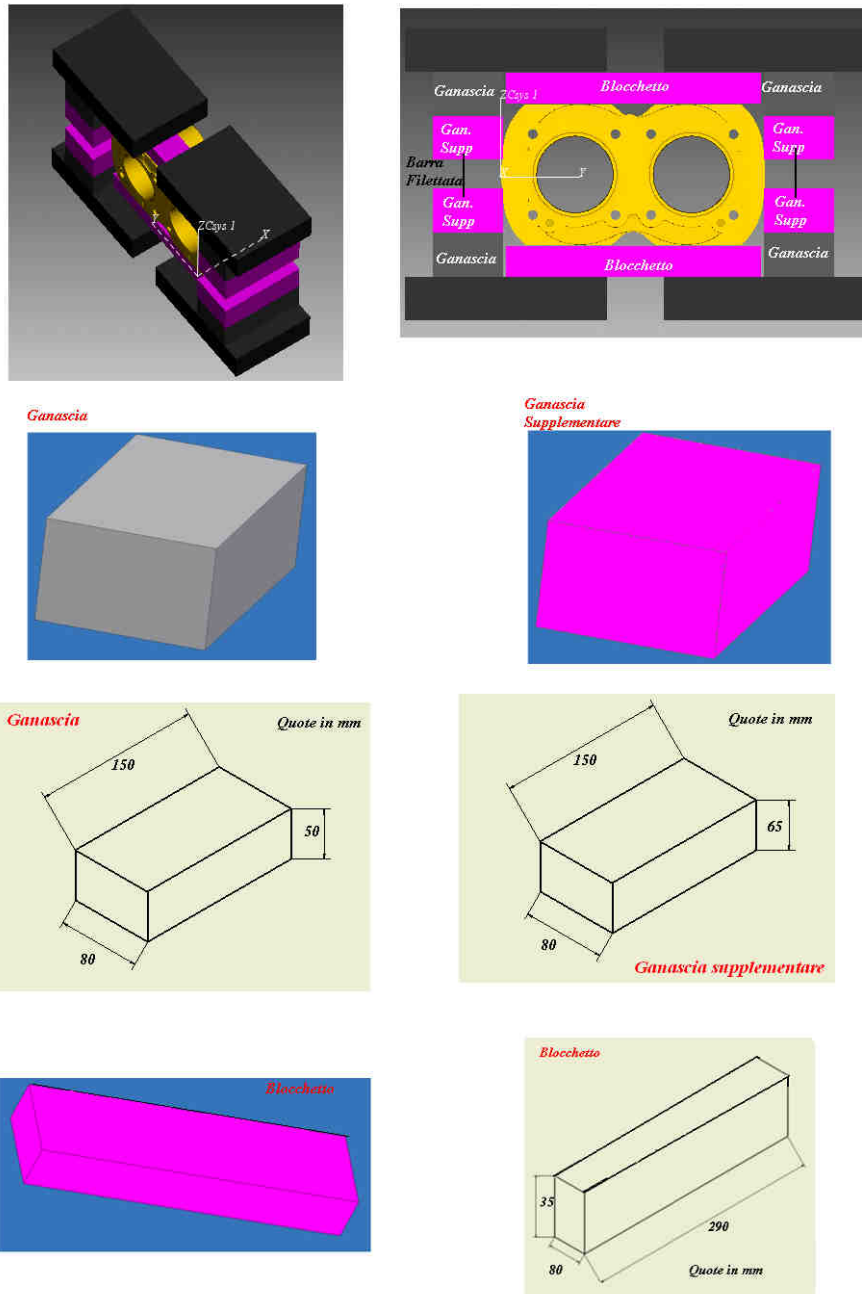 ZCsys 1
X
Y
Ganascia
Blocchetto
Ganascia
ZCsys 1
Gan.
Supp
Gan.
Supp
Barra
Filettata
X
Y
Gan.
Supp
Gan.
Supp
Ganascia
Blocchetto
Ganascia
Ganascia
Ganascia
Supplementare
Ganascia
Quote in mm
150
50
80
Quote in mm
150
65
80
Ganascia supplementare
Blocchetto
Blocchetto
35
290
80
Quote in mm